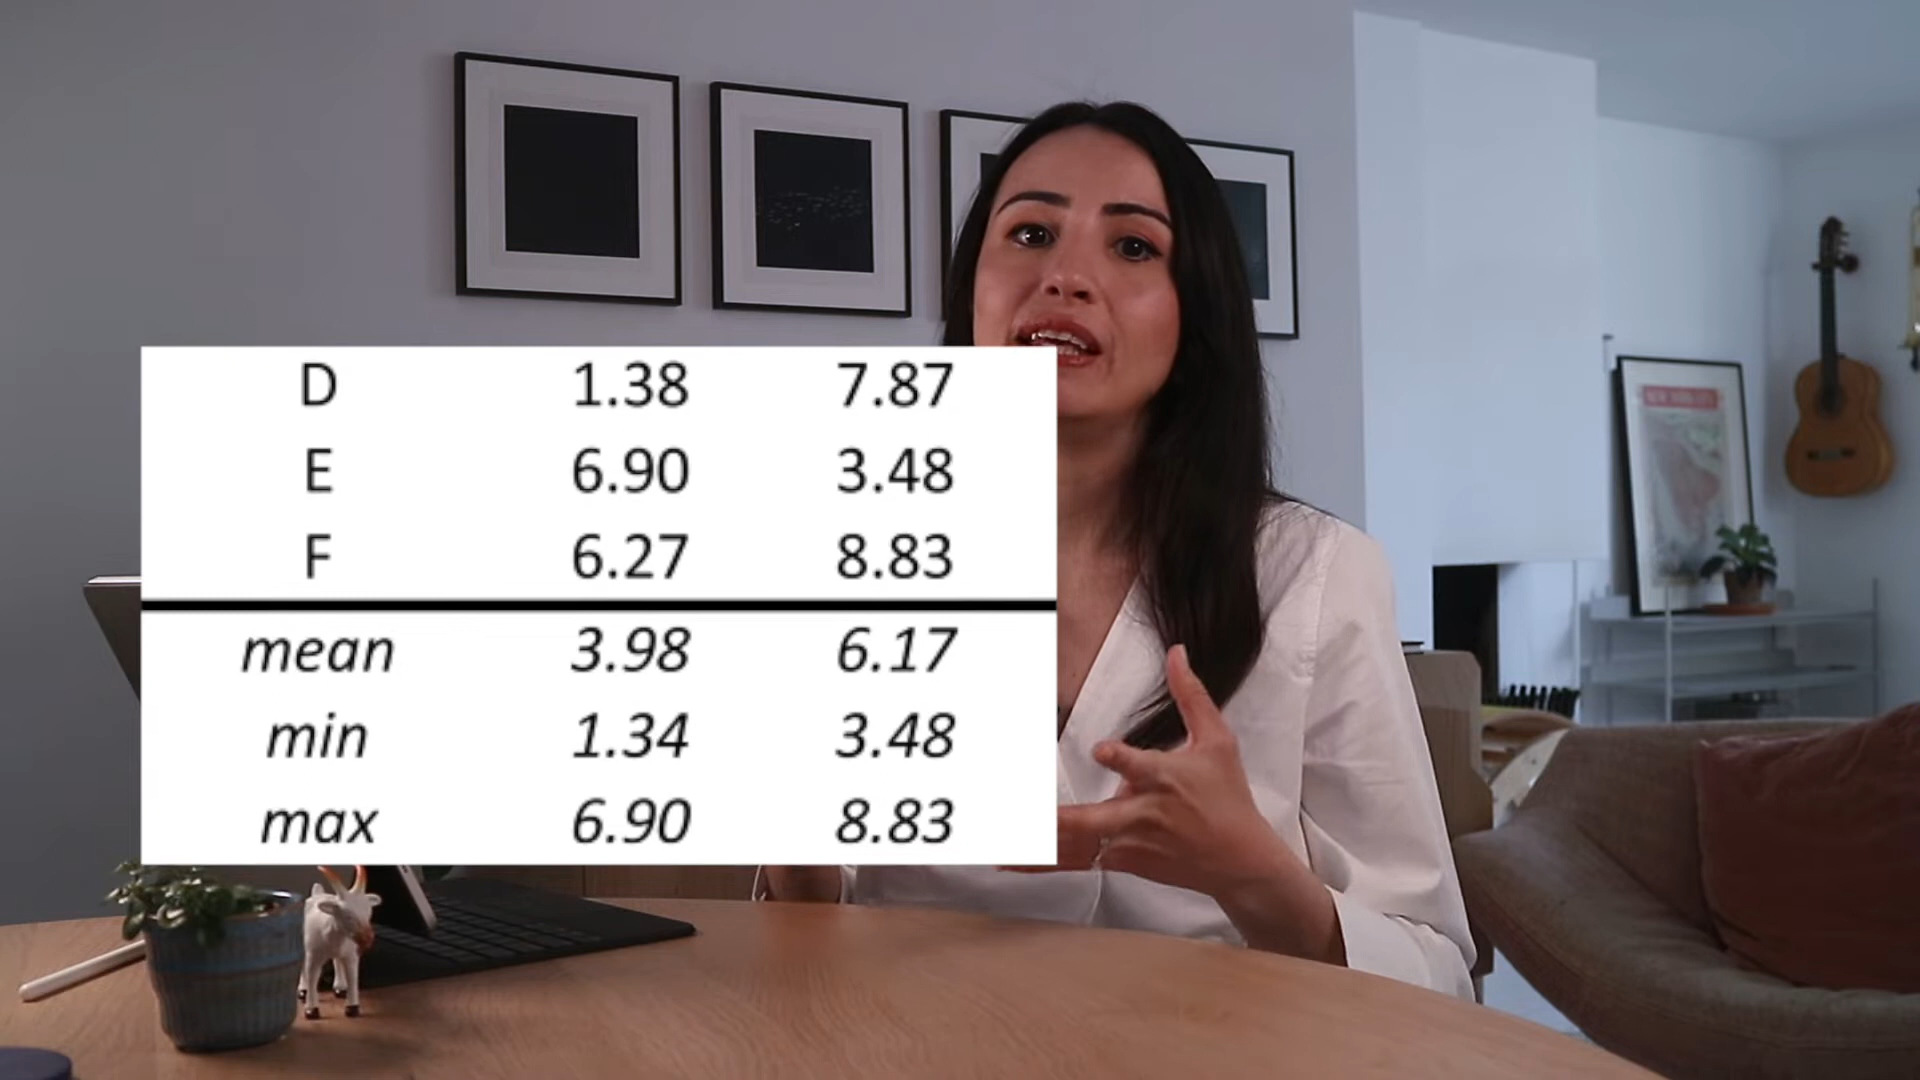 D 1.38 7.87
E 6.90 3.48
F 6.27 8.83
mean 3.98 6.17
min 1.34 3.48
max 6.90 8.83